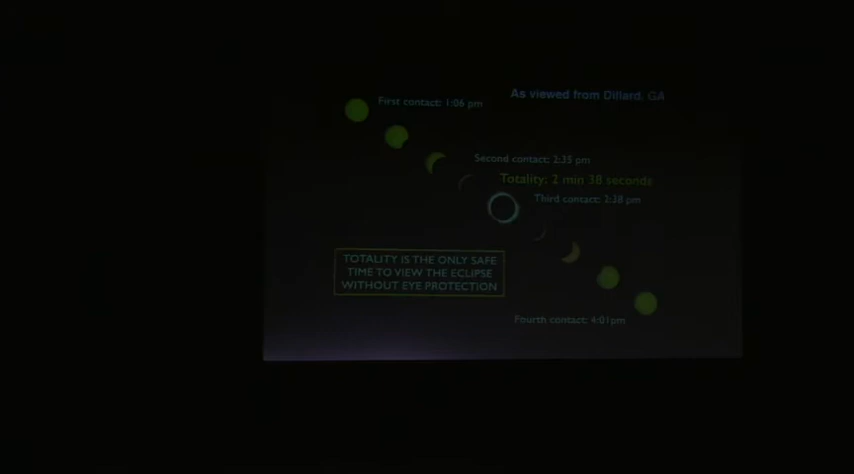 As viewed from Dillard, GA
First contact: 1:06 pm
Second contact: 2:35 pm
Totality: 2 min 38 seconds
Third contact: 2:38 pm
TOTALITY IS THE ONLY SAFE
TIME TO VIEW THE ECLIPSE
WITHOUT EYE PROTECTION
Fourth contact: 4:01pm